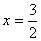 x = 3/2